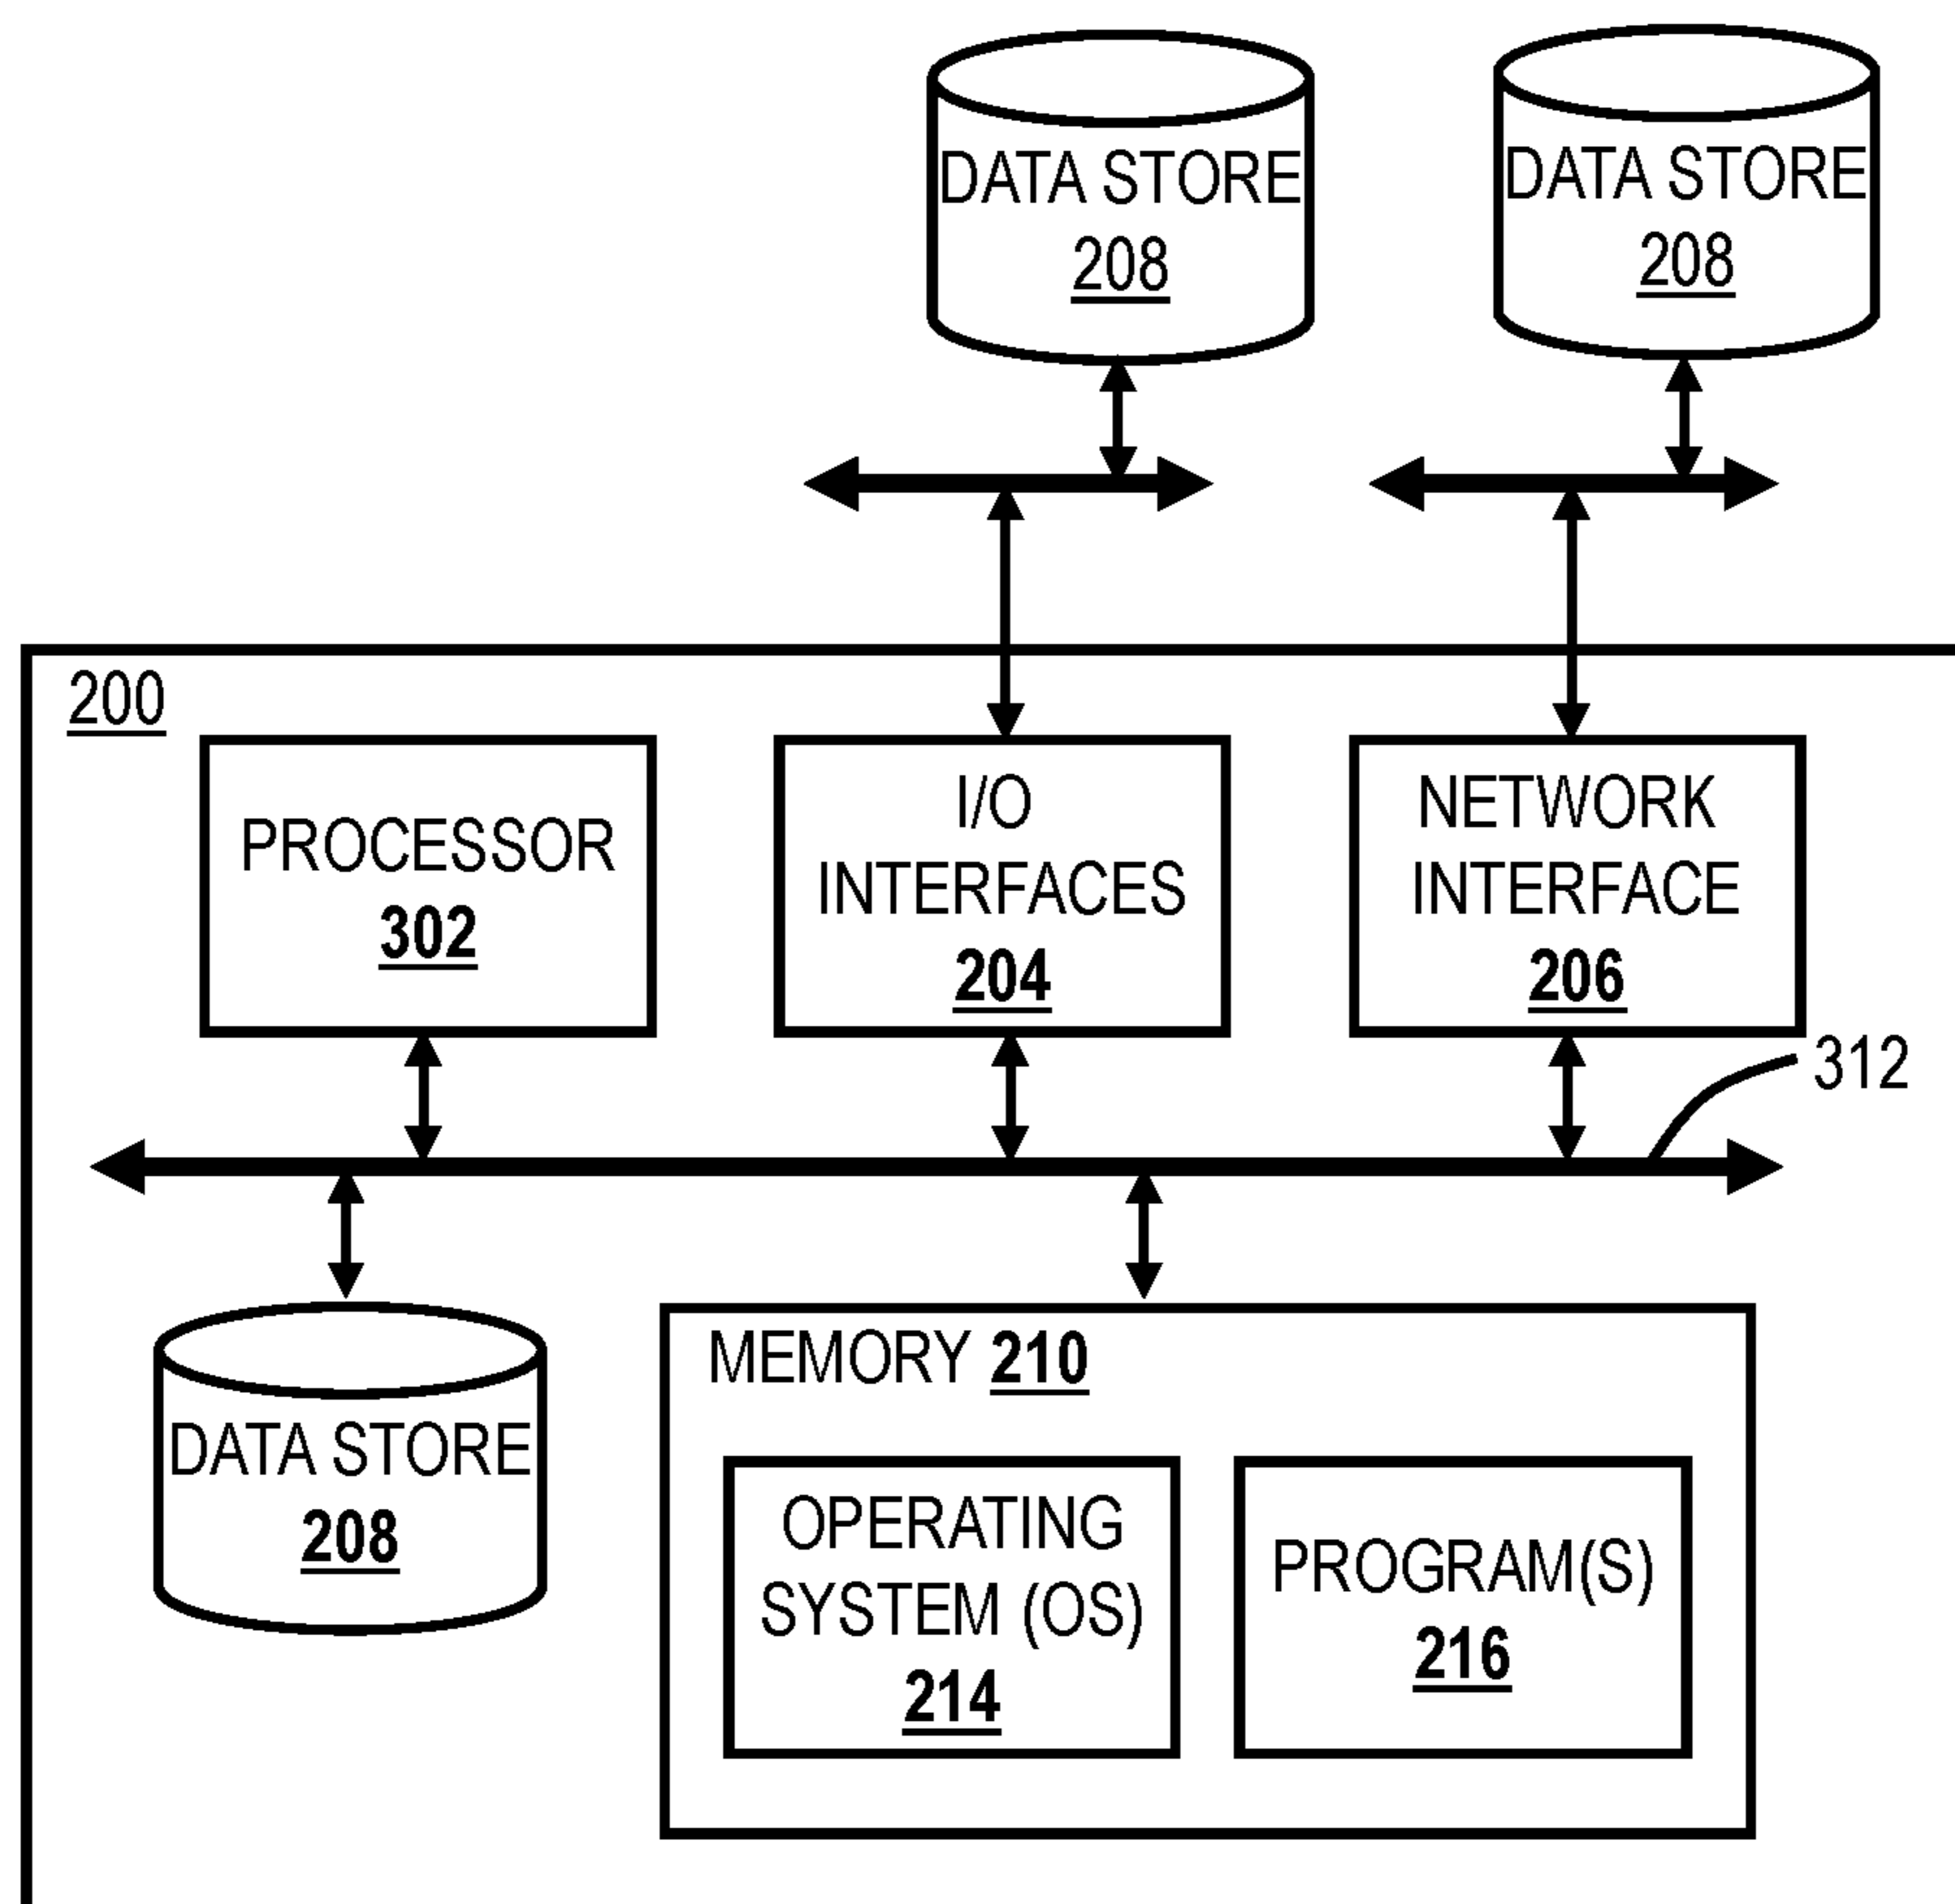 DATA STORE
208
DATA STORE
208
200
PROCESSOR
302
I/O
INTERFACES
204
NETWORK
INTERFACE
206
312
DATA STORE
208
MEMORY 210
OPERATING
SYSTEM (OS)
214
PROGRAM(S)
216